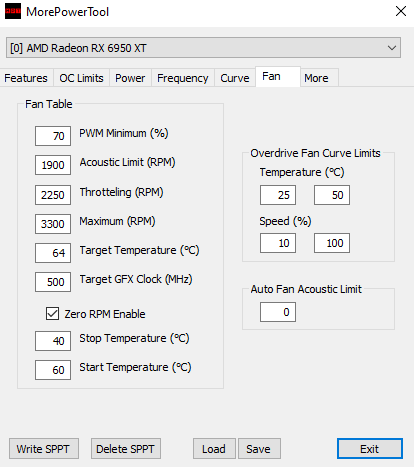 MorePowerTool
[0] AMD Radeon RX 6950 XT
Features OC Limits Power Frequency Curve Fan More
Fan Table
70 PWM Minimum (%)
1900 Acoustic Limit (RPM)
2250 Throtteling (RPM)
3300 Maximum (RPM)
64 Target Temperature (°C)
500 Target GFX Clock (MHz)
Zero RPM Enable
40 Stop Temperature (°C)
60 Start Temperature (°C)
Overdrive Fan Curve Limits
Temperature (°C)
25 50
Speed (%)
10 100
Auto Fan Acoustic Limit
0
Write SPPT Delete SPPT Load Save Exit